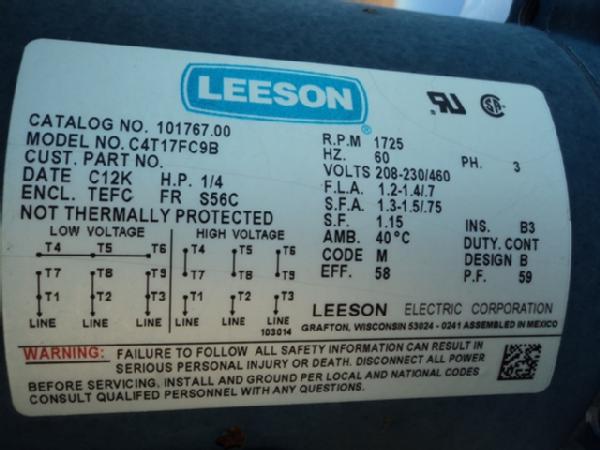 LEESON
CATALOG NO. 101767.00
MODEL NO. C4T17FC9B
CUST. PART NO.
DATE C12K H.P. 1/4
ENCL. TEFC FR S56C
NOT THERMALLY PROTECTED
R.P.M 1725
HZ. 60 PH. 3
VOLTS 208-230/460
F.L.A. 1.2-1.4/.7
S.F.A. 1.3-1.5/.75
S.F. 1.15 INS. B3
AMB. 40°C DUTY. CONT
CODE M DESIGN B
EFF. 58 P.F. 59
LOW VOLTAGE HIGH VOLTAGE
T4 T5 T6 T4 T5 T6
T7 T8 T9 T7 T8 T9
T1 T2 T3 T1 T2 T3
LINE LINE LINE LINE LINE LINE
103014
LEESON ELECTRIC CORPORATION
GRAFTON, WISCONSIN 53024 - 0241 ASSEMBLED IN MEXICO
WARNING: FAILURE TO FOLLOW ALL SAFETY INFORMATION CAN RESULT IN
SERIOUS PERSONAL INJURY OR DEATH. DISCONNECT ALL POWER
BEFORE SERVICING. INSTALL AND GROUND PER LOCAL AND NATIONAL CODES
CONSULT QUALIFED PERSONNEL WITH ANY QUESTIONS.